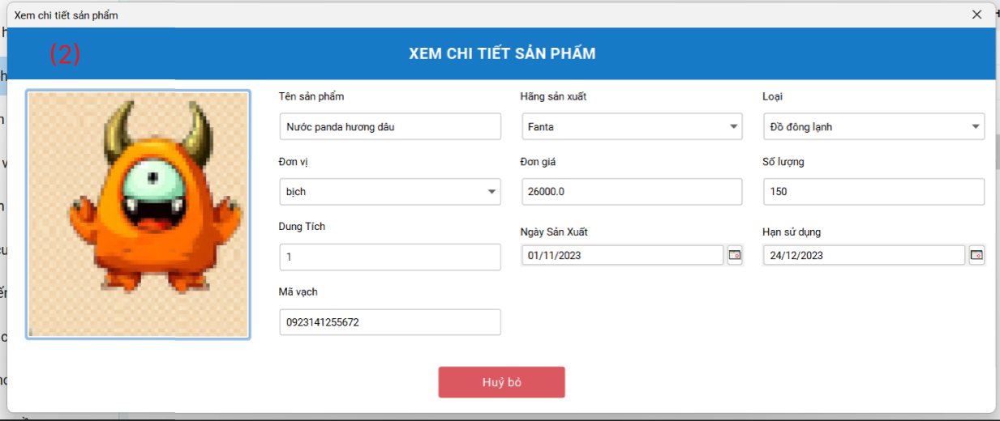 Xem chi tiết sản phẩm
(2)
XEM CHI TIẾT SẢN PHẨM
Tên sản phẩm
Hãng sản xuất
Loại
Nước panda hương dâu
Fanta
Đồ đông lạnh
Đơn vị
Đơn giá
Số lượng
bịch
26000.0
150
Dung Tích
Ngày Sản Xuất
Hạn sử dụng
1
01/11/2023
24/12/2023
Mã vạch
0923141255672
Huỷ bỏ